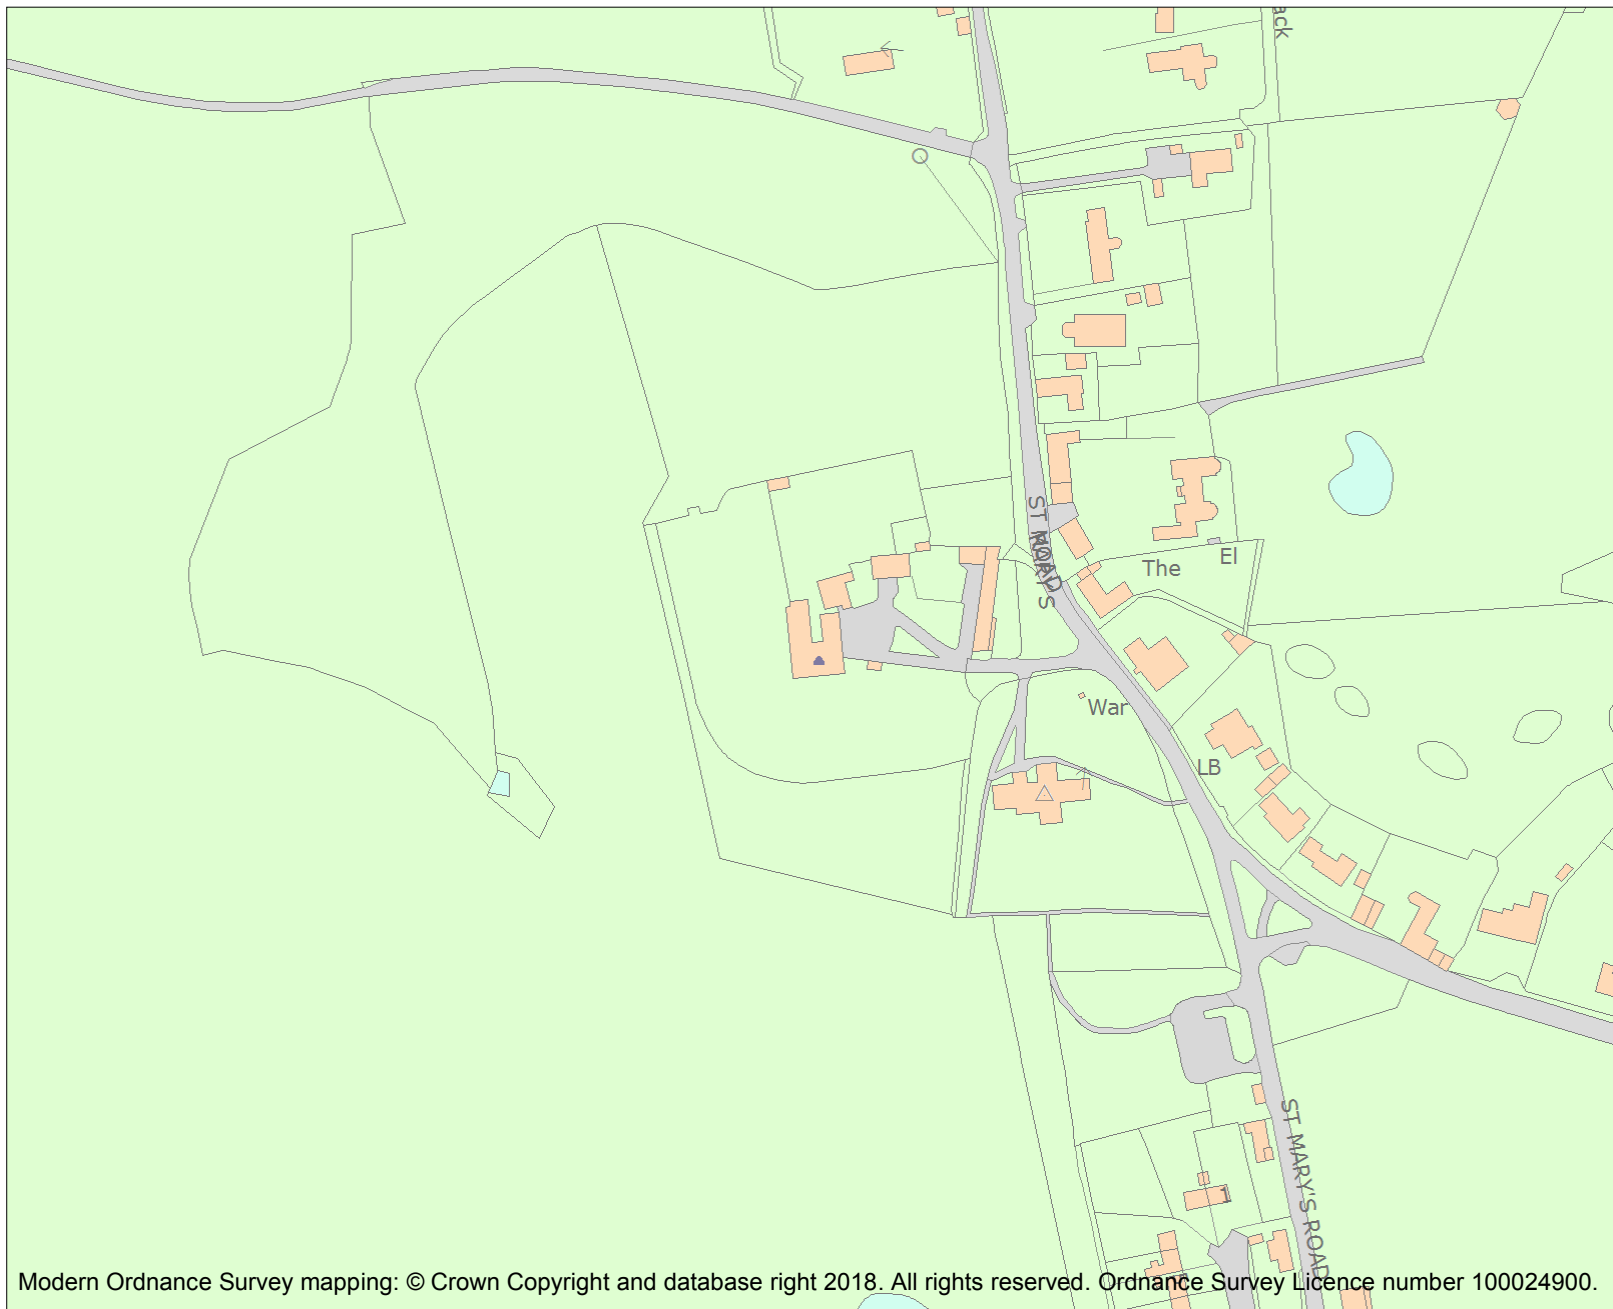 ack
ST MARY'S
ROAD
The
El
War
LB
ST MARY'S ROAD
1
Modern Ordnance Survey mapping: © Crown Copyright and database right 2018. All rights reserved. Ordnance Survey Licence number 100024900.